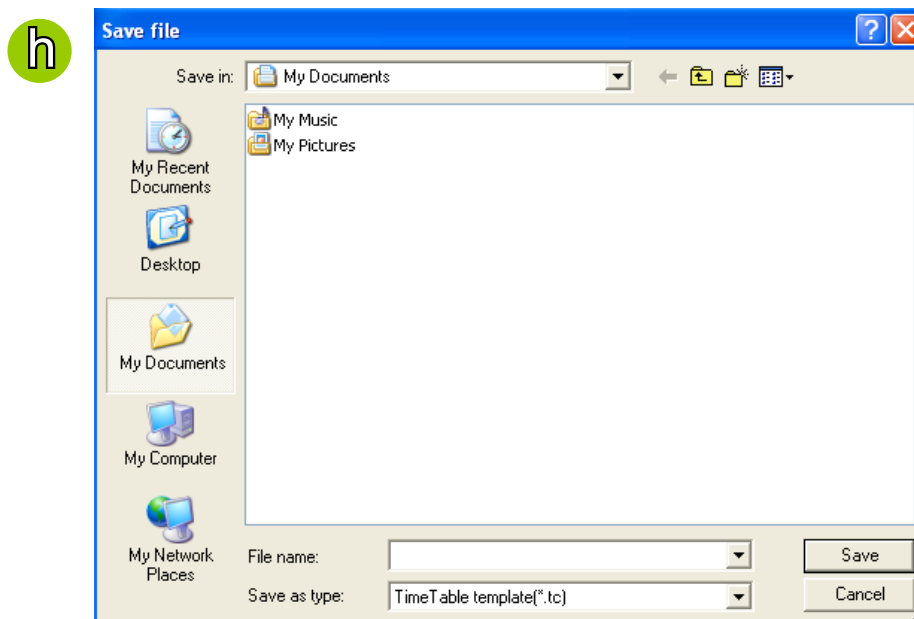 h
Save file
Save in: My Documents
My Music
My Pictures
My Recent
Documents
Desktop
My Documents
My Computer
My Network
Places
File name:
Save
Save as type: TimeTable template(*.tc)
Cancel